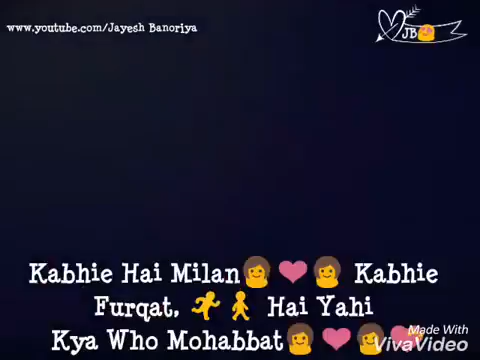 www.youtube.com/Jayesh Banoriya
JB
Kabhie Hai Milan👩❤👩 Kabhie
Furqat, 🏃🚶 Hai Yahi
Kya Who Mohabbat👩❤👩❤
Made With
VivaVideo